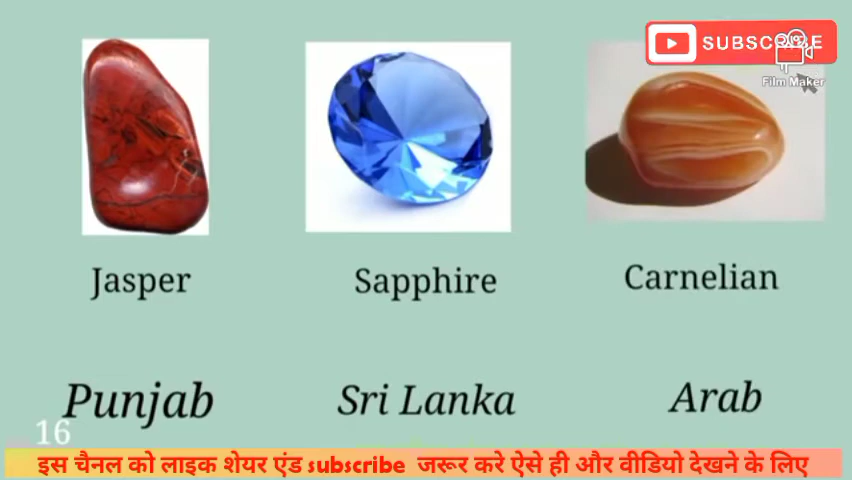 SUBSCRIBE
Film Maker
Jasper Sapphire Carnelian
Punjab Sri Lanka Arab
16
इस चैनल को लाइक शेयर एंड subscribe जरूर करे ऐसे ही और वीडियो देखने के लिए